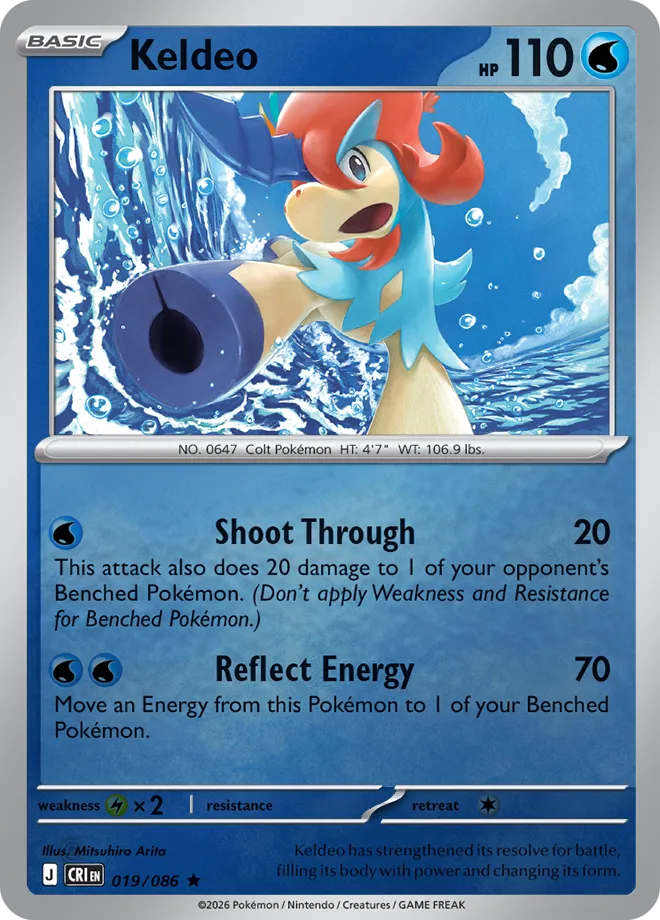 BASIC Keldeo HP 110
NO. 0647 Colt Pokémon HT: 4'7" WT: 106.9 lbs.
Shoot Through 20
This attack also does 20 damage to 1 of your opponent's
Benched Pokémon. (Don't apply Weakness and Resistance
for Benched Pokémon.)
Reflect Energy 70
Move an Energy from this Pokémon to 1 of your Benched
Pokémon.
weakness ×2 resistance retreat
Illus. Mitsuhiro Arita
Keldeo has strengthened its resolve for battle,
filling its body with power and changing its form.
J CRI EN 019/086 ★
©2026 Pokémon / Nintendo / Creatures / GAME FREAK